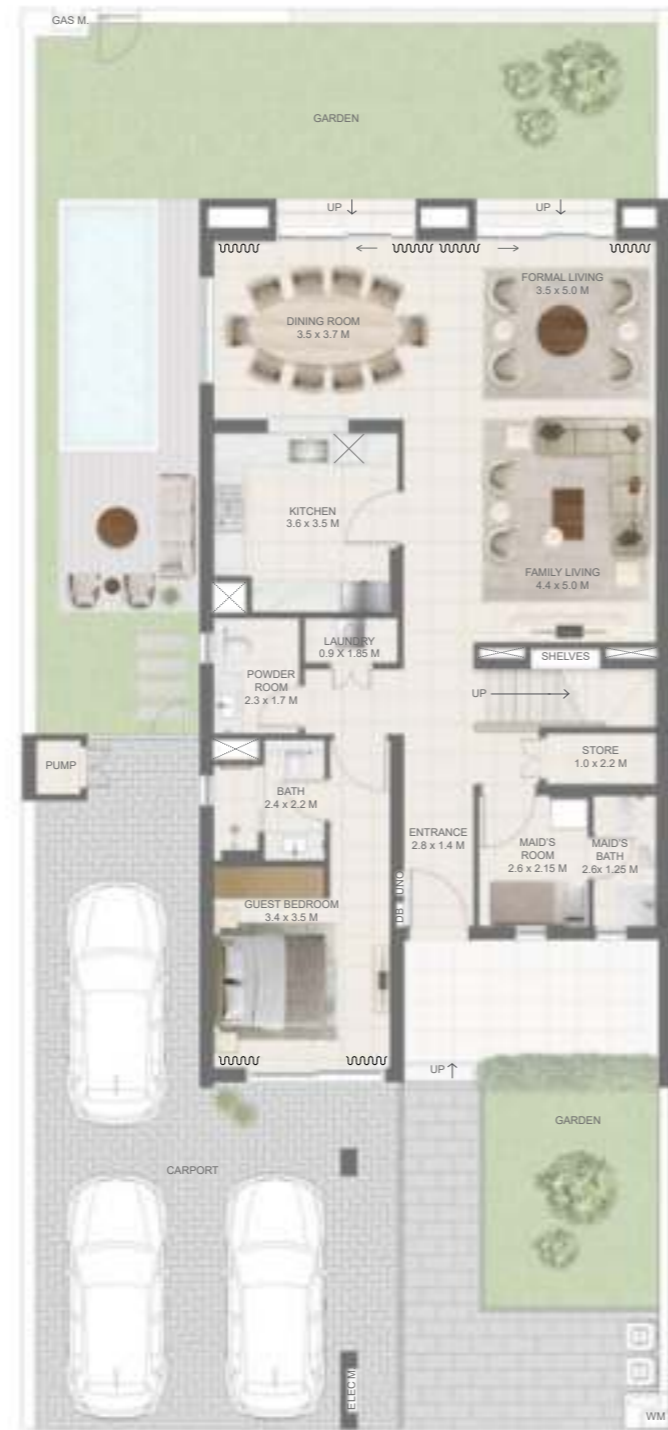 GAS M.
GARDEN
UP
UP
FORMAL LIVING
3.5 x 5.0 M
DINING ROOM
3.5 x 3.7 M
KITCHEN
3.6 x 3.5 M
FAMILY LIVING
4.4 x 5.0 M
LAUNDRY
0.9 X 1.85 M
SHELVES
POWDER
ROOM
2.3 x 1.7 M
UP
PUMP
STORE
1.0 x 2.2 M
BATH
2.4 x 2.2 M
ENTRANCE
2.8 x 1.4 M
MAID'S
ROOM
2.6 x 2.15 M
MAID'S
BATH
2.6x 1.25 M
DB
GUEST BEDROOM
3.4 x 3.5 M
UP
GARDEN
CARPORT
ELEC M.
WM